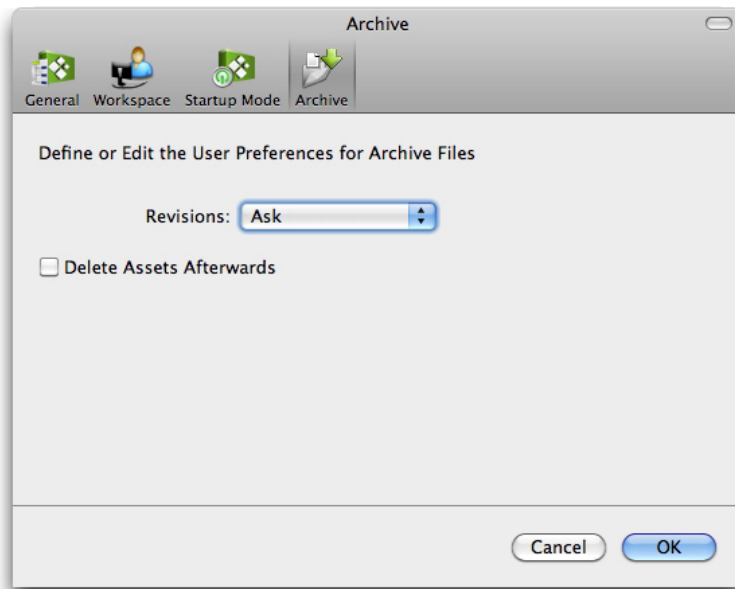 Archive
General Workspace Startup Mode Archive
Define or Edit the User Preferences for Archive Files
Revisions: Ask
Delete Assets Afterwards
Cancel OK